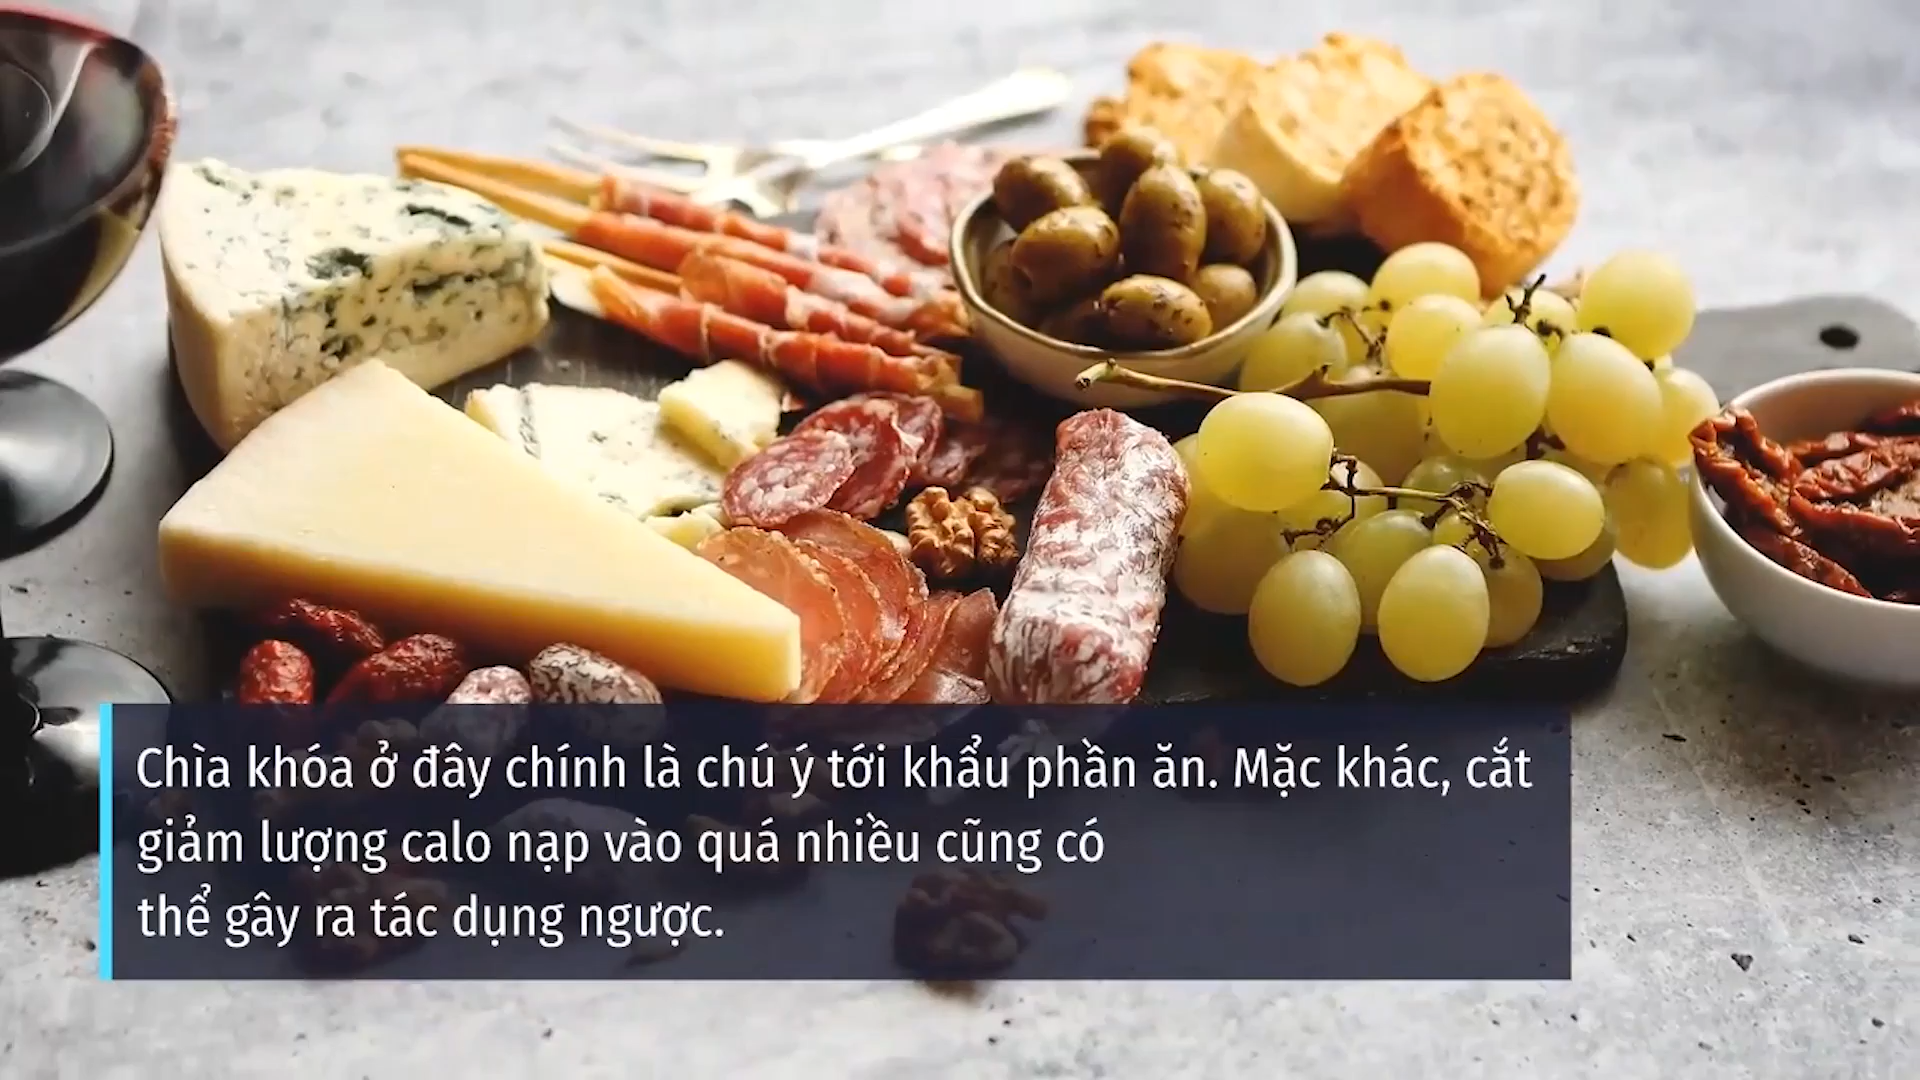 Chìa khóa ở đây chính là chú ý tới khẩu phần ăn. Mặc khác, cắt
giảm lượng calo nạp vào quá nhiều cũng có
thể gây ra tác dụng ngược.